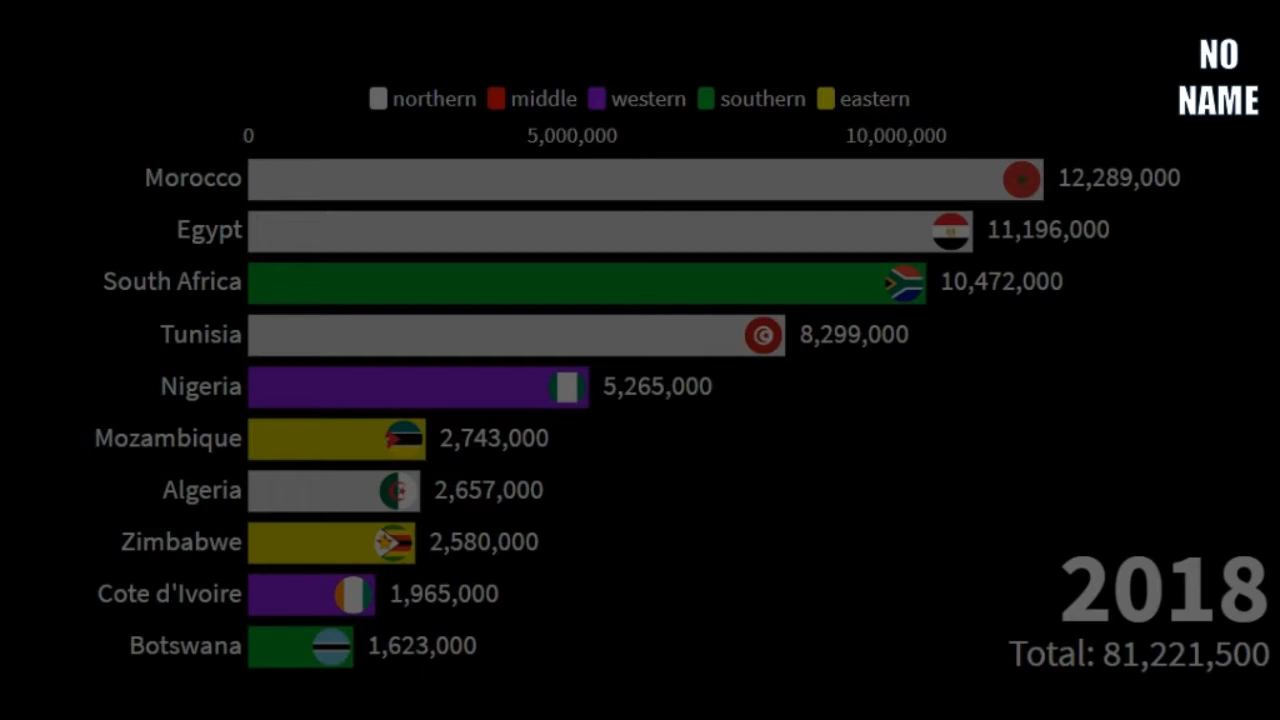 NO
NAME
northern middle western southern eastern
0 5,000,000 10,000,000
Morocco 12,289,000
Egypt 11,196,000
South Africa 10,472,000
Tunisia 8,299,000
Nigeria 5,265,000
Mozambique 2,743,000
Algeria 2,657,000
Zimbabwe 2,580,000
Cote d'Ivoire 1,965,000
Botswana 1,623,000
2018
Total: 81,221,500